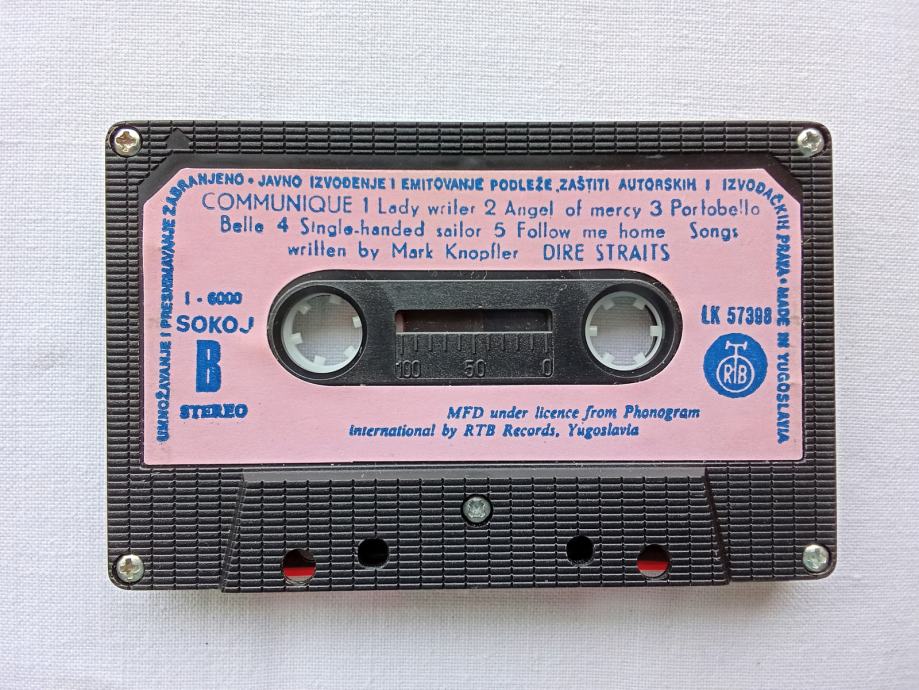 UMNOŽAVANJE I PRESNIMAVANJE ZABRANJENO • JAVNO IZVOĐENJE I EMITOVANJE PODLEŽE ZAŠTITI AUTORSKIH I IZVOĐAČKIH PRAVA • MADE IN YUGOSLAVIA
COMMUNIQUE 1 Lady writer 2 Angel of mercy 3 Portobello
Belle 4 Single-handed sailor 5 Follow me home Songs
written by Mark Knopfler DIRE STRAITS
1 - 6000
SOKOJ
B
STEREO
100 50 0
LK 57398
RTB
MFD under licence from Phonogram
international by RTB Records, Yugoslavia